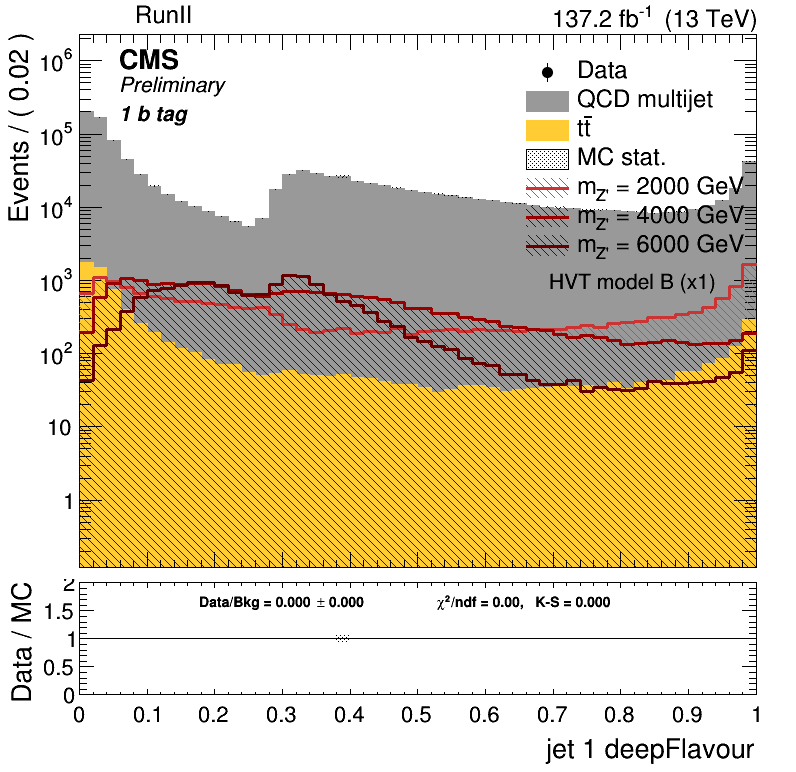 RunII
137.2 fb⁻¹ (13 TeV)
CMS
Preliminary
1 b tag
Data
QCD multijet
tt̄
MC stat.
m_Z' = 2000 GeV
m_Z' = 4000 GeV
m_Z' = 6000 GeV
HVT model B (x1)
Events / ( 0.02 )
10⁶
10⁵
10⁴
10³
10²
10
1
Data/Bkg = 0.000 ± 0.000
χ²/ndf = 0.00, K-S = 0.000
Data / MC
2
1.5
1
0.5
0
0 0.1 0.2 0.3 0.4 0.5 0.6 0.7 0.8 0.9 1
jet 1 deepFlavour